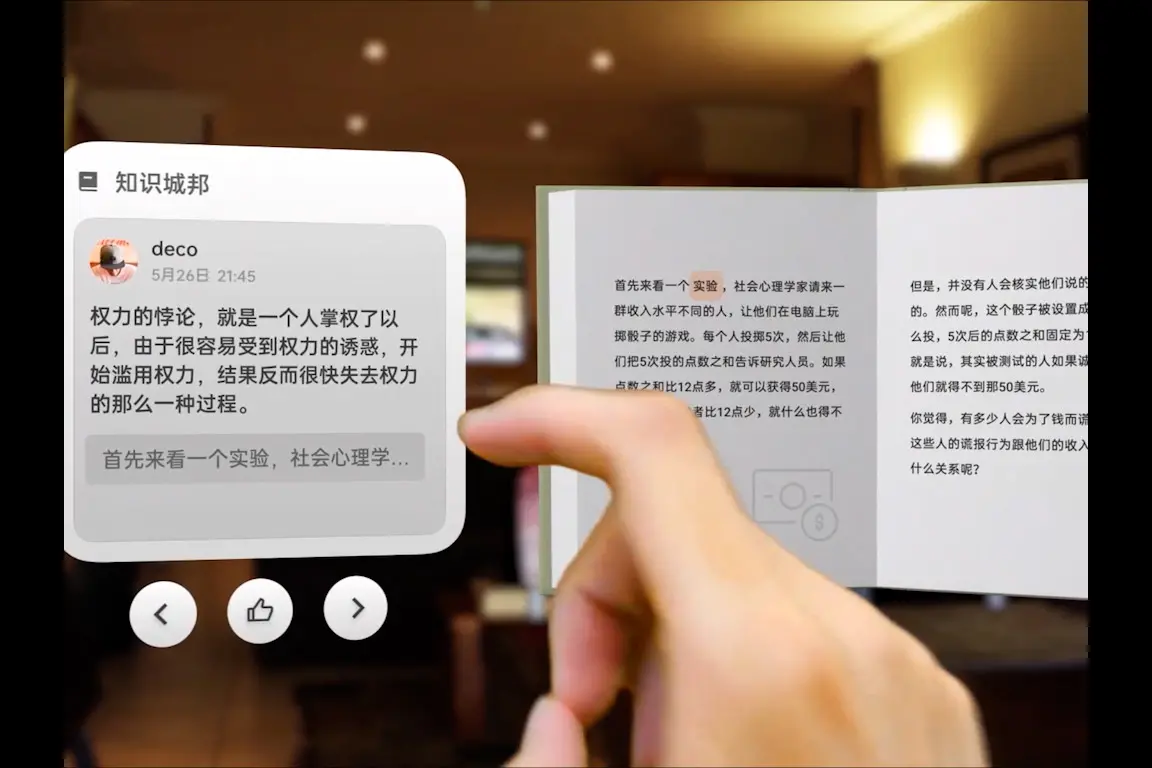 知识城邦
deco
5月26日 21:45
权力的悖论，就是一个人掌权了以
后，由于很容易受到权力的诱惑，开
始滥用权力，结果反而很快失去权力
的那么一种过程。
首先来看一个实验，社会心理学...
首先来看一个 实验 ，社会心理学家请来一
群收入水平不同的人，让他们在电脑上玩
掷骰子的游戏。每个人投掷5次，然后让他
们把5次投的点数之和告诉研究人员。如果
点数之和比12点多，就可以获得50美元，
者比12点少，就什么也得不
但是，并没有人会核实他们说的
的。然而呢，这个骰子被设置成
么投，5次后的点数之和固定为
就是说，其实被测试的人如果诚
他们就得不到那50美元。
你觉得，有多少人会为了钱而谎
这些人的谎报行为跟他们的收入
什么关系呢？
$